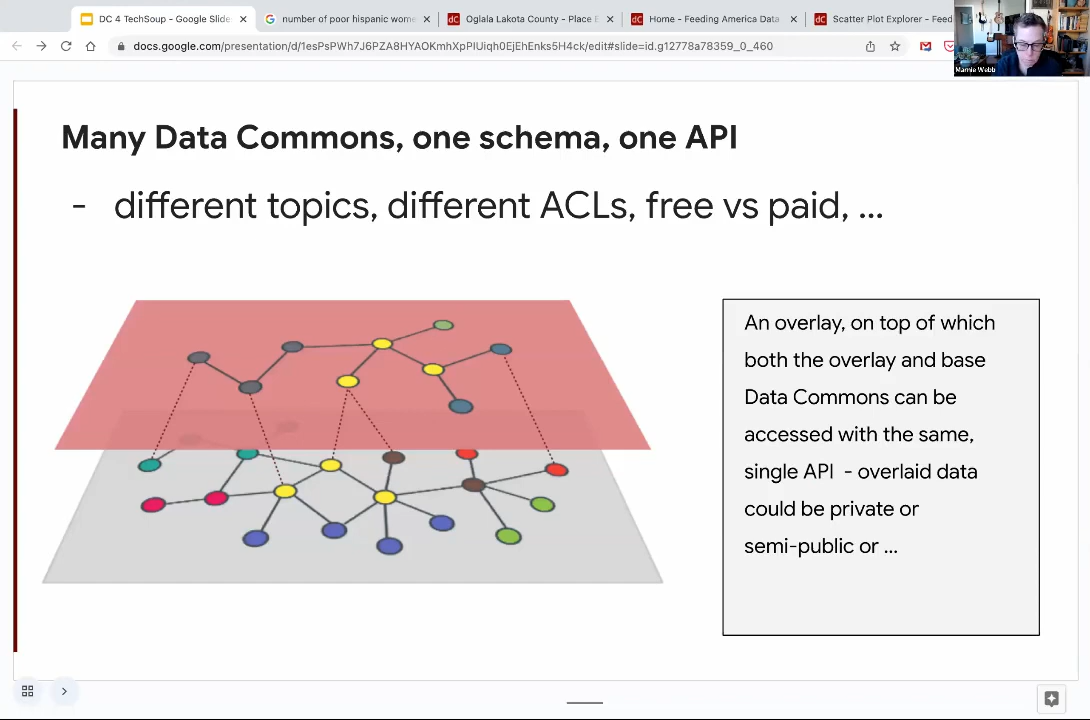 DC 4 TechSoup - Google Slide
number of poor hispanic wome
Oglala Lakota County - Place E
Home - Feeding America Data
Scatter Plot Explorer - Feed
docs.google.com/presentation/d/1esPsPWh7J6PZA8HYAOKmhXpPIUiqh0EjEhEnks5H4ck/edit#slide=id.g12778a78359_0_460
Marnie Webb
Many Data Commons, one schema, one API
- different topics, different ACLs, free vs paid, ...
An overlay, on top of which
both the overlay and base
Data Commons can be
accessed with the same,
single API - overlaid data
could be private or
semi-public or ...